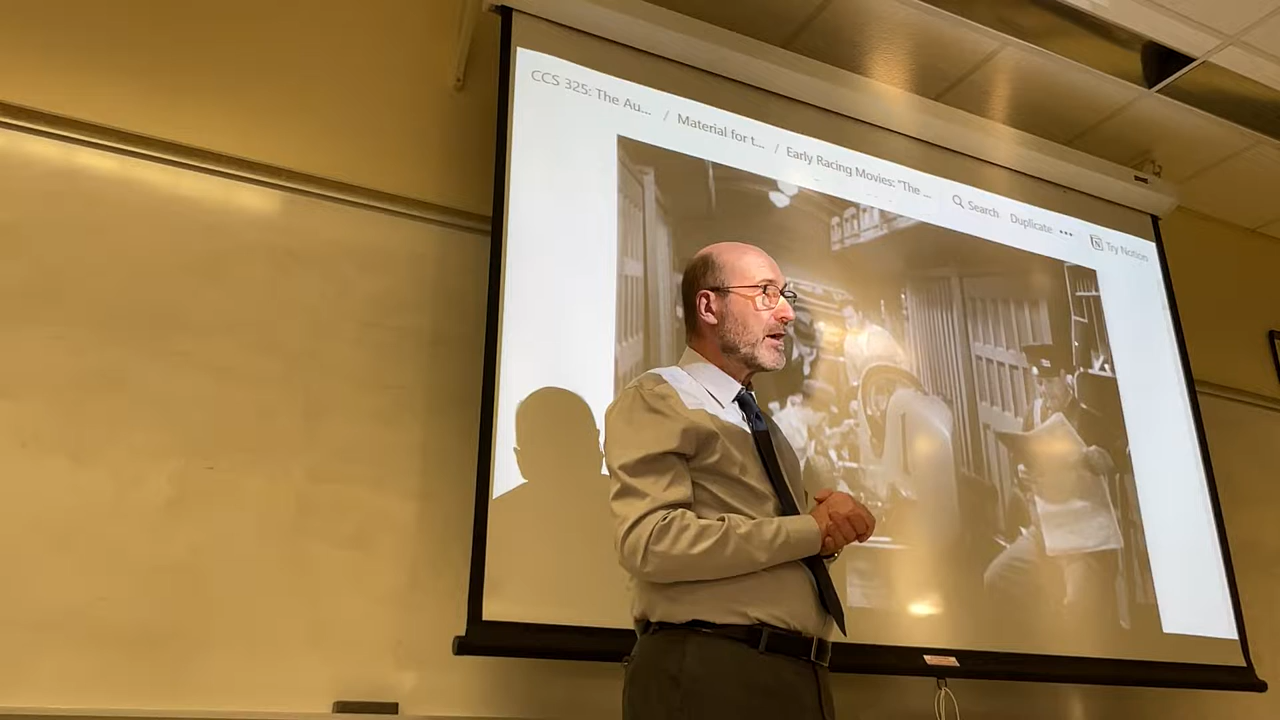 CCS 325: The Au... / Material for t... / Early Racing Movies: "The ... Search Duplicate ••• Try Notion